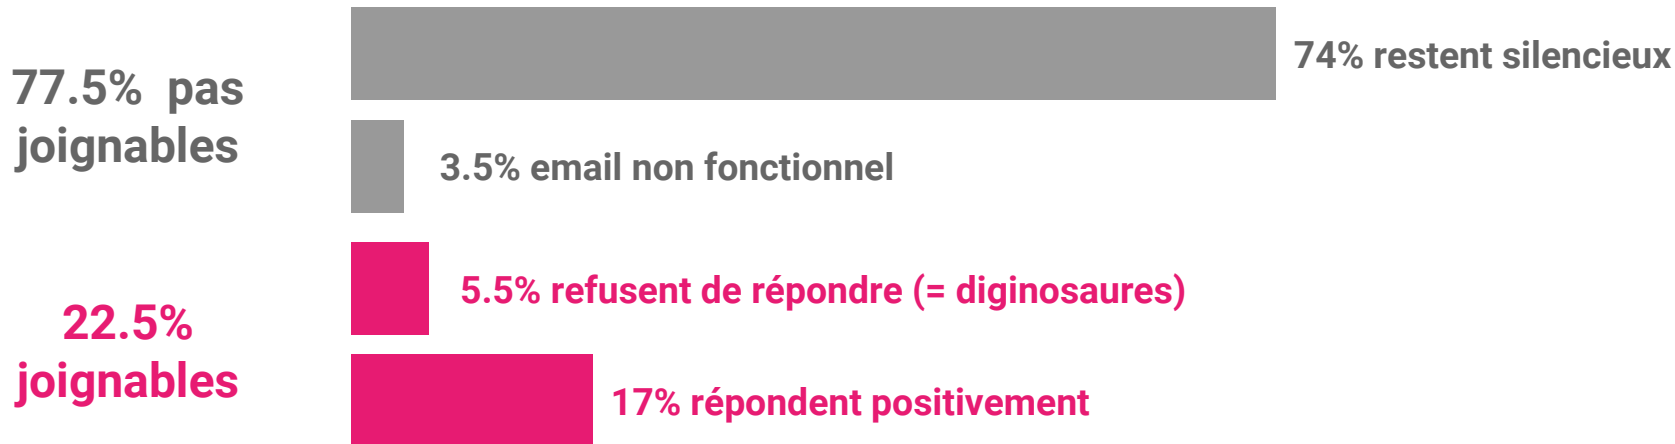 77.5%  pas
joignables
74% restent silencieux
3.5% email non fonctionnel
22.5%
joignables
5.5% refusent de répondre (= diginosaures)
17% répondent positivement